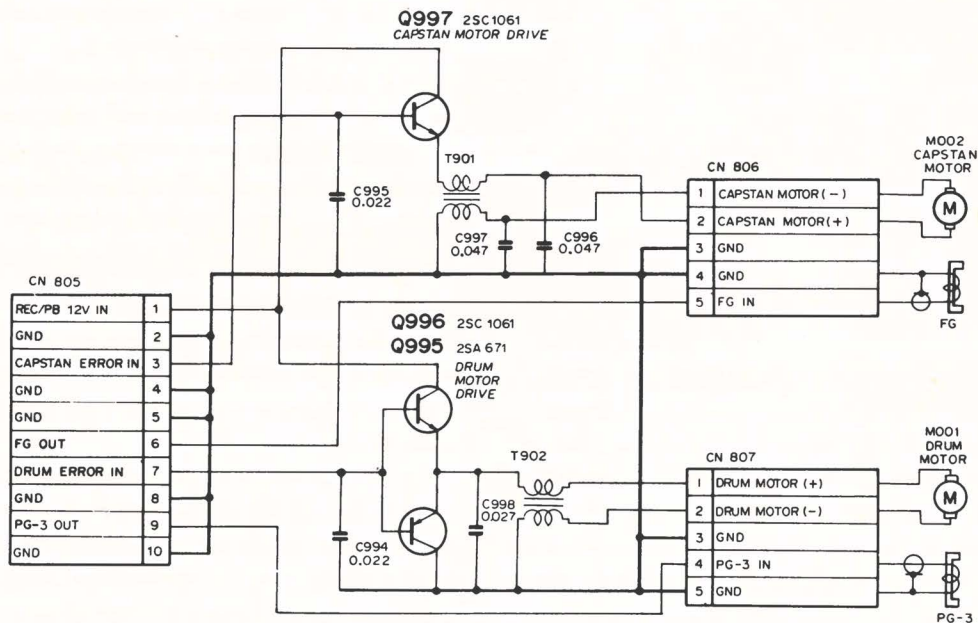 Q997 2SC1061
CAPSTAN MOTOR DRIVE
T901
C995
0.022
C997
0.047
C996
0.047
CN 806
1 CAPSTAN MOTOR (-)
2 CAPSTAN MOTOR (+)
3 GND
4 GND
5 FG IN
M002
CAPSTAN
MOTOR
M
FG
CN 805
REC/PB 12V IN 1
GND 2
CAPSTAN ERROR IN 3
GND 4
GND 5
FG OUT 6
DRUM ERROR IN 7
GND 8
PG-3 OUT 9
GND 10
Q996 2SC 1061
Q995 2SA 671
DRUM
MOTOR
DRIVE
C994
0.022
C998
0.027
T902
CN 807
1 DRUM MOTOR (+)
2 DRUM MOTOR (-)
3 GND
4 PG-3 IN
5 GND
M001
DRUM
MOTOR
M
PG-3